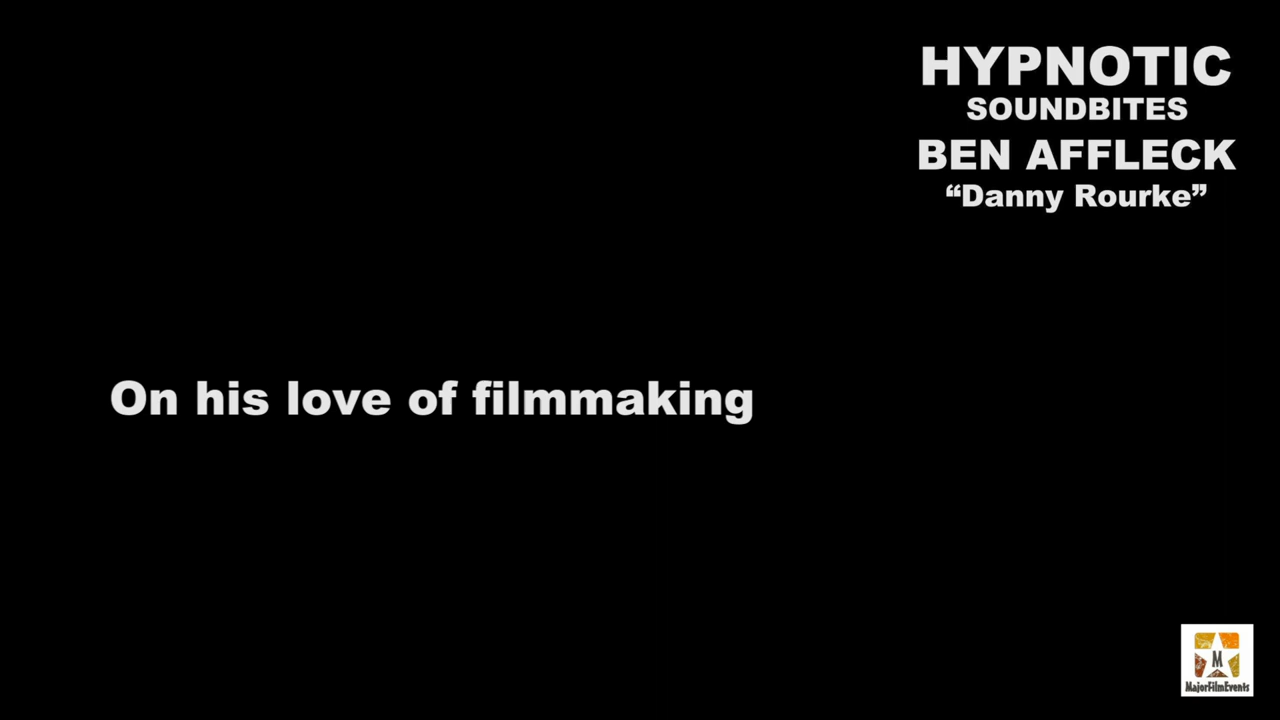 HYPNOTIC
SOUNDBITES
BEN AFFLECK
“Danny Rourke”
On his love of filmmaking
M
MajorFilmEvents